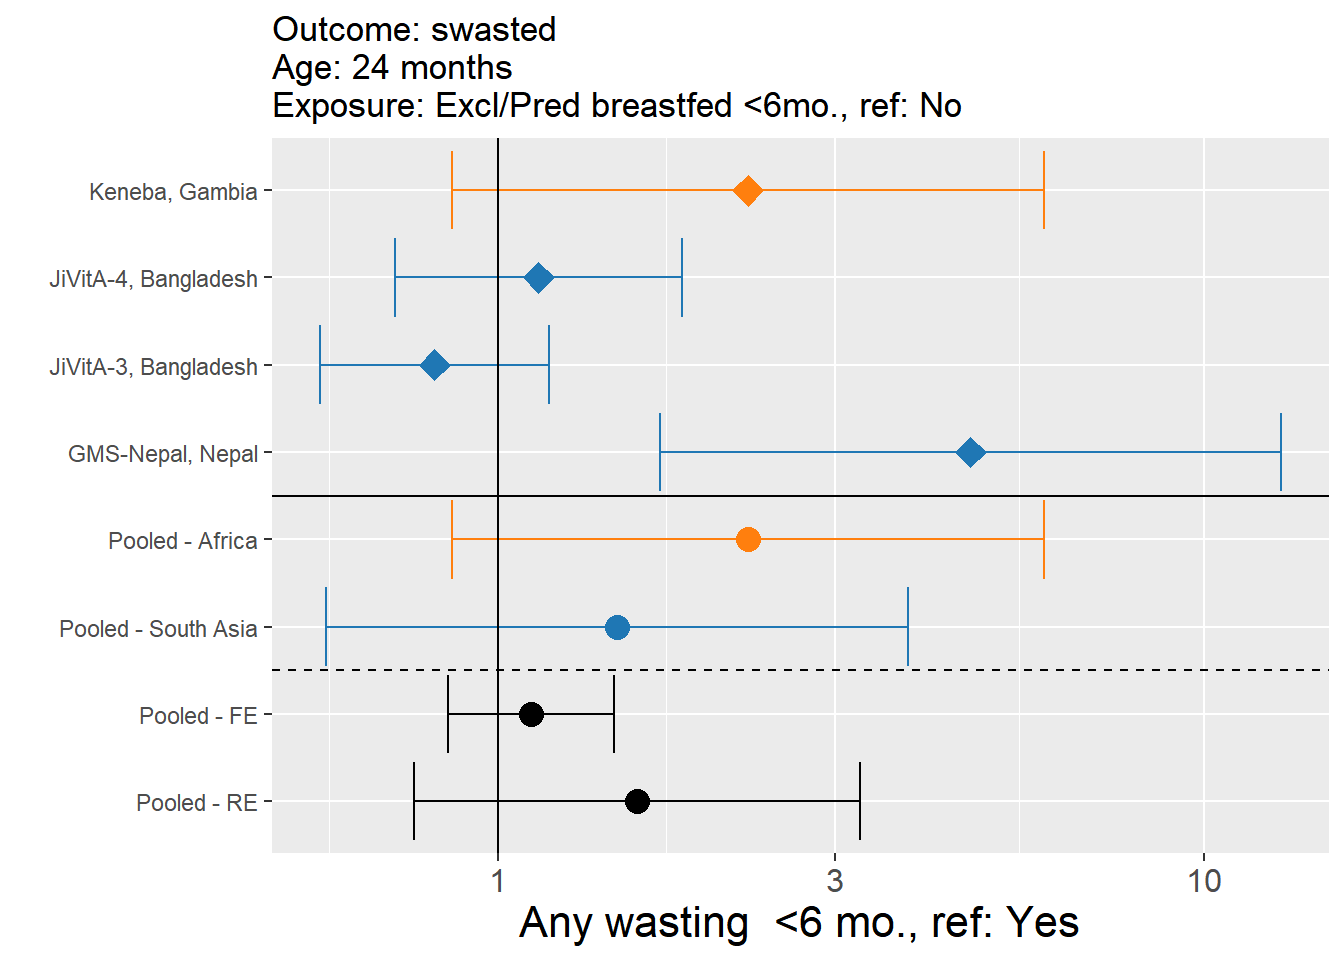 Outcome: swasted
Age: 24 months
Exposure: Excl/Pred breastfed <6mo., ref: No
Keneba, Gambia
JiVitA-4, Bangladesh
JiVitA-3, Bangladesh
GMS-Nepal, Nepal
Pooled - Africa
Pooled - South Asia
Pooled - FE
Pooled - RE
1 3 10
Any wasting  <6 mo., ref: Yes